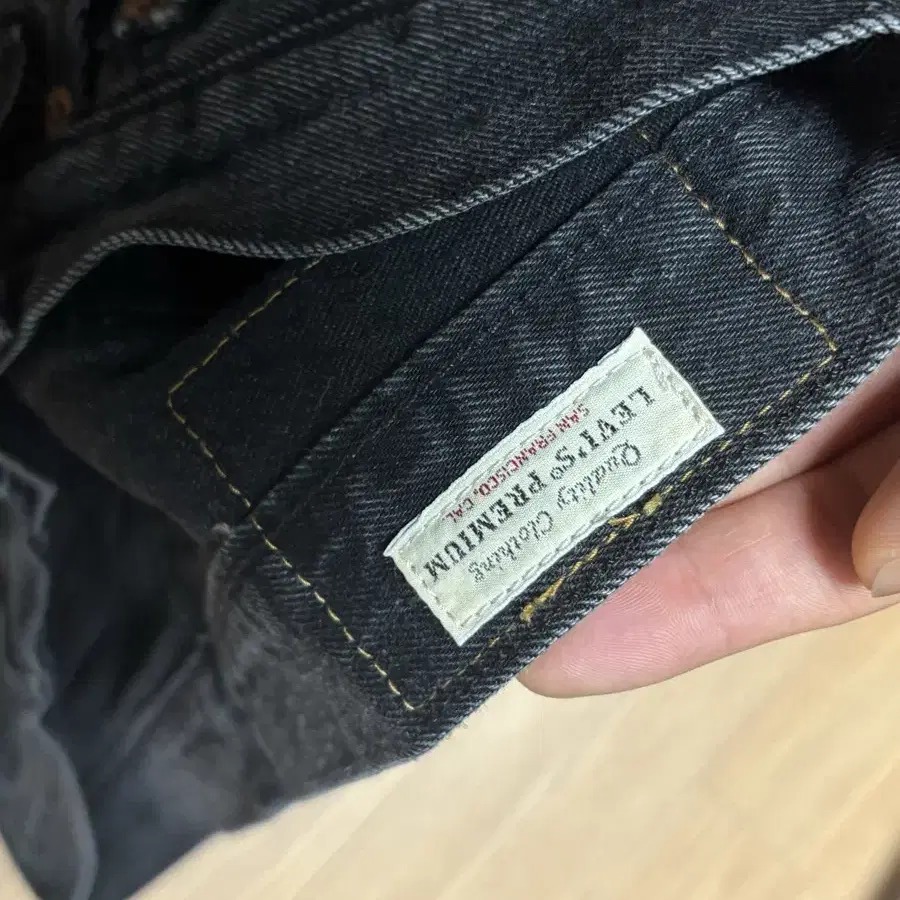 Quality Clothing
LEVI'S® PREMIUM
SAN FRANCISCO, CAL